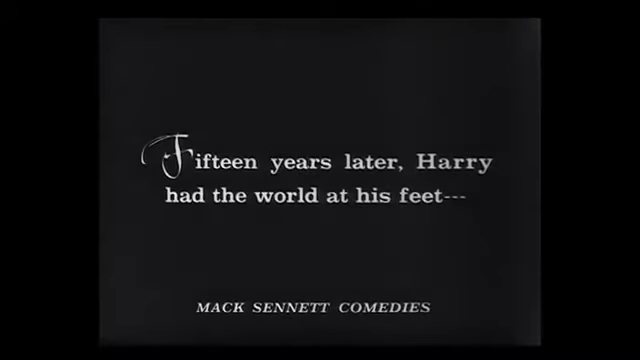 Fifteen years later, Harry
had the world at his feet---
MACK SENNETT COMEDIES